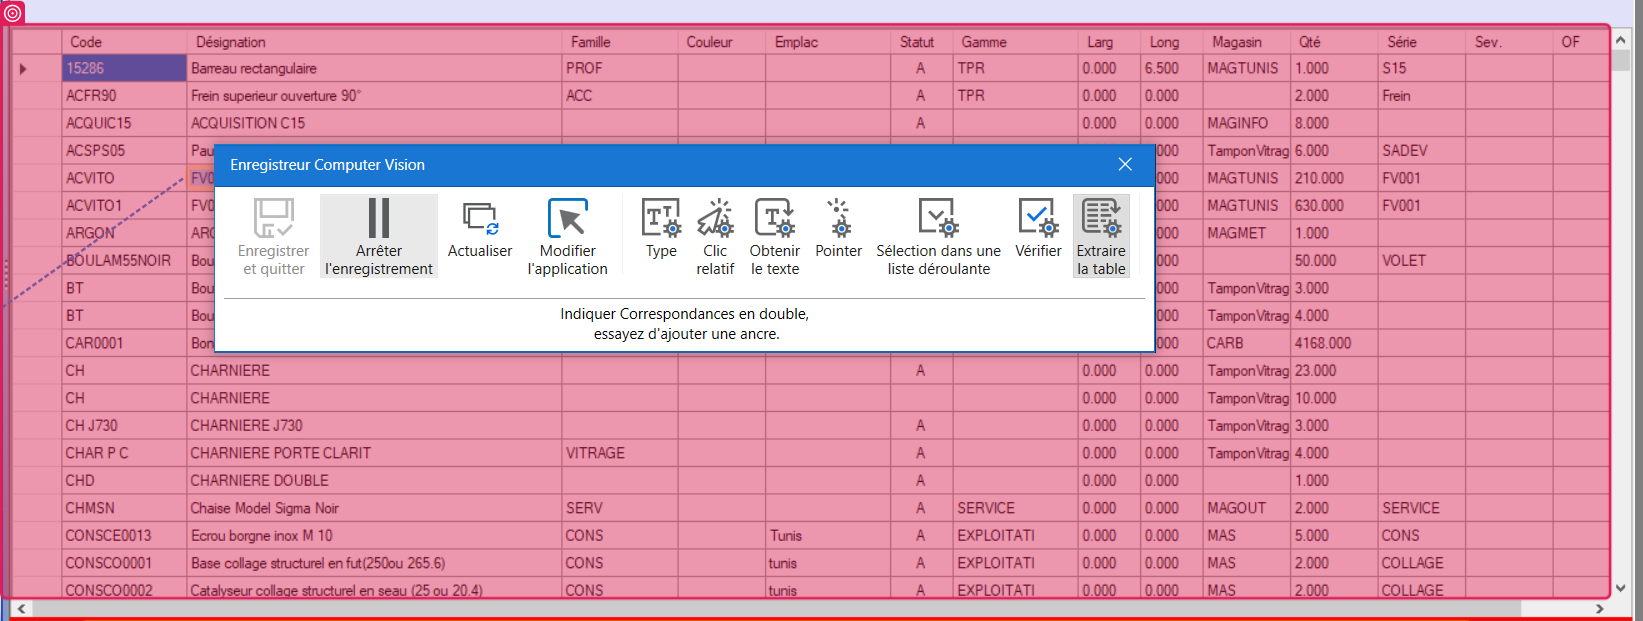 Code Désignation Famille Couleur Emplac Statut Gamme Larg Long Magasin Qté Série Sev. OF
15286 Barreau rectangulaire PROF A TPR 0.000 6.500 MAGTUNIS 1.000 S15
ACFR90 Frein superieur ouverture 90° ACC A TPR 0.000 0.000 2.000 Frein
ACQUIC15 ACQUISITION C15 A 0.000 0.000 MAGINFO 8.000
ACSPS05 Pau 000 TamponVitrag 6.000 SADEV
ACVITO FV0 000 MAGTUNIS 210.000 FV001
ACVITO1 FV0 000 MAGTUNIS 630.000 FV001
ARGON ARG 000 MAGMET 1.000
BOULAM55NOIR Bou 000 50.000 VOLET
BT Bou 000 TamponVitrag 3.000
BT Bou 000 TamponVitrag 4.000
CAR0001 Bon 000 CARB 4168.000
Enregistreur Computer Vision
Enregistrer
et quitter
Arrêter
l'enregistrement
Actualiser
Modifier
l'application
Type
Clic
relatif
Obtenir
le texte
Pointer
Sélection dans une
liste déroulante
Vérifier
Extraire
la table
Indiquer Correspondances en double,
essayez d'ajouter une ancre.
CH CHARNIERE A 0.000 0.000 TamponVitrag 23.000
CH CHARNIERE 0.000 0.000 TamponVitrag 10.000
CH J730 CHARNIERE J730 A 0.000 0.000 TamponVitrag 3.000
CHAR P C CHARNIERE PORTE CLARIT VITRAGE A 0.000 0.000 TamponVitrag 4.000
CHD CHARNIERE DOUBLE A 0.000 0.000 1.000
CHMSN Chaise Model Sigma Noir SERV A SERVICE 0.000 0.000 MAGOUT 2.000 SERVICE
CONSCE0013 Ecrou borgne inox M 10 CONS Tunis A EXPLOITATI 0.000 0.000 MAS 5.000 CONS
CONSCO0001 Base collage structurel en fut(250ou 265.6) CONS tunis A EXPLOITATI 0.000 0.000 MAS 2.000 COLLAGE
CONSCO0002 Catalyseur collage structurel en seau (25 ou 20.4) CONS tunis A EXPLOITATI 0.000 0.000 MAS 2.000 COLLAGE